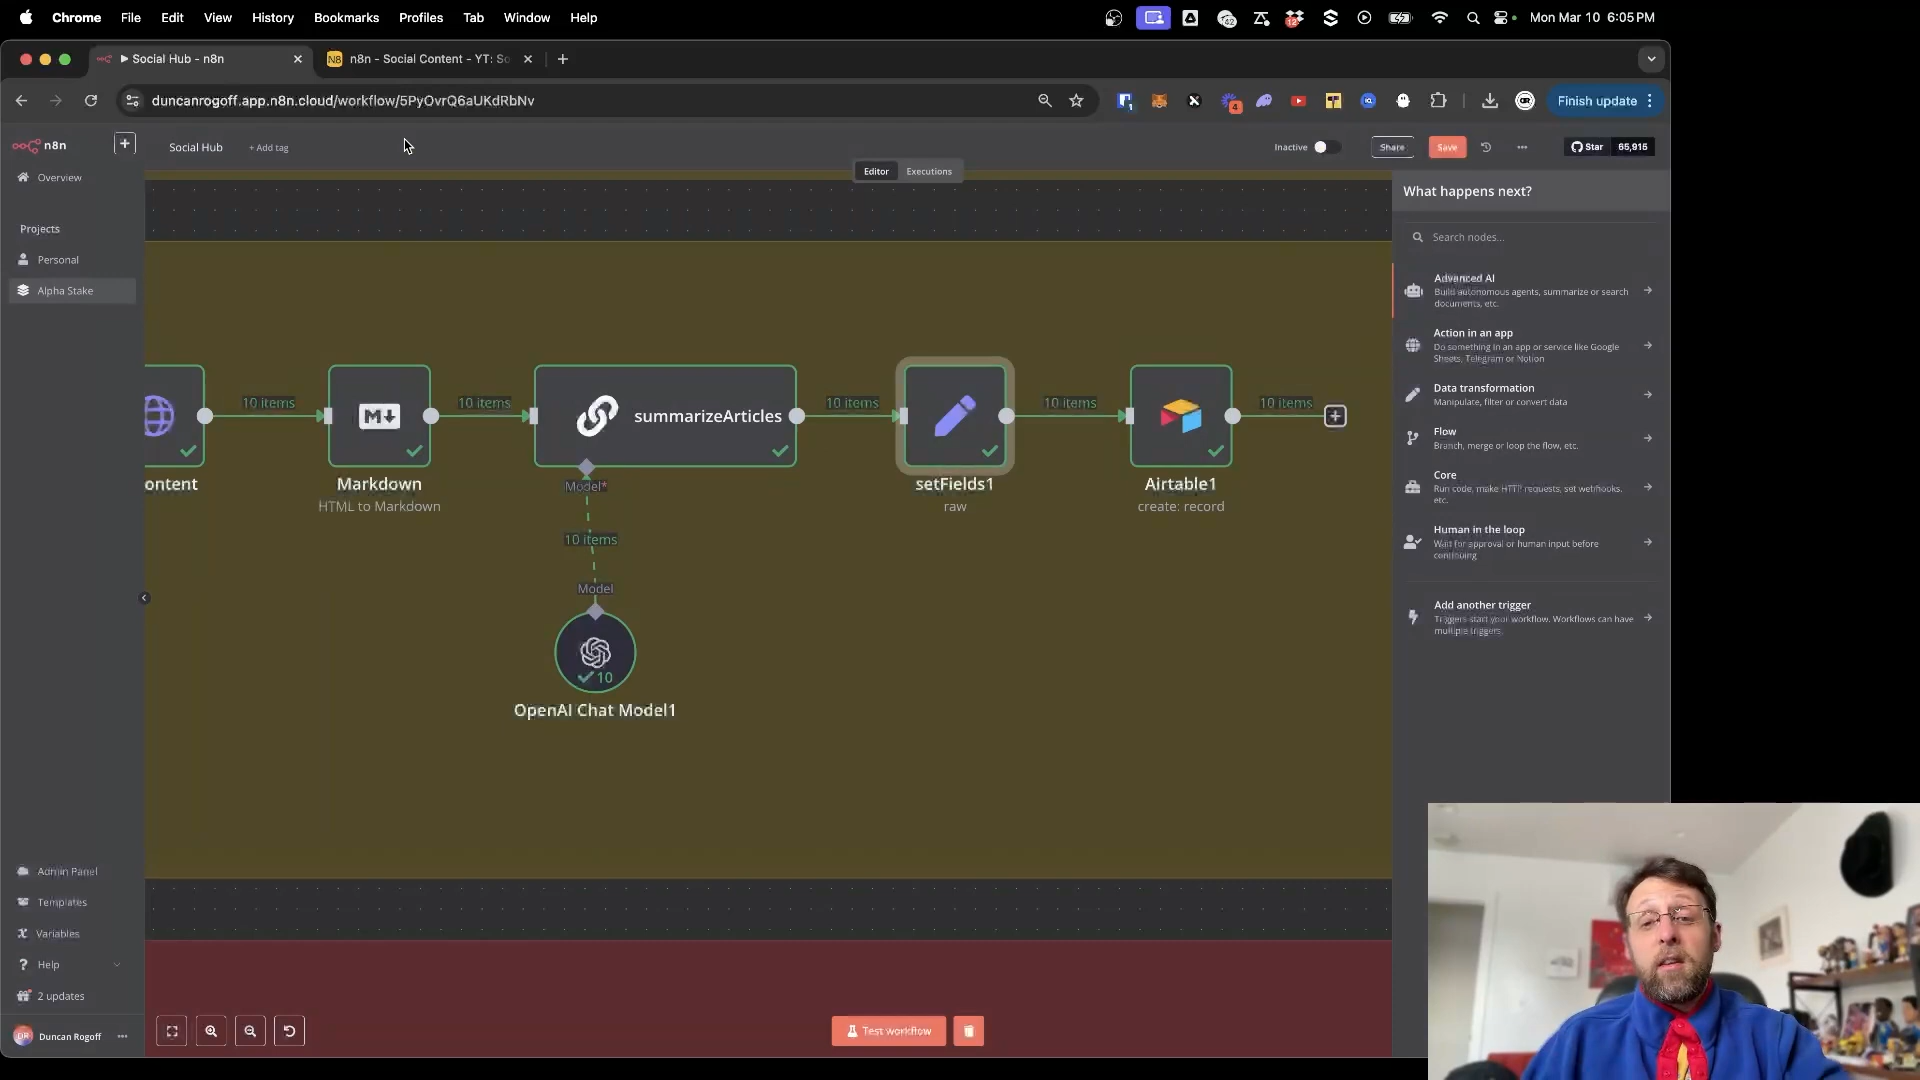 Chrome File Edit View History Bookmarks Profiles Tab Window Help
Mon Mar 10 6:05 PM
Social Hub - n8n
N8 n8n - Social Content - YT: So
duncanrogoff.app.n8n.cloud/workflow/5PyOvrQ6aUKdRbNv
Finish update
n8n
Social Hub + Add tag
Inactive
Share
Save
Star 65,915
Editor Executions
Overview
Projects
Personal
Alpha Stake
Admin Panel
Templates
Variables
Help
2 updates
DR Duncan Rogoff
10 items
10 items
10 items
10 items
10 items
ontent
Markdown
HTML to Markdown
summarizeArticles
Model*
10 items
Model
10
OpenAI Chat Model1
setFields1
raw
Airtable1
create: record
Test workflow
What happens next?
Search nodes...
Advanced AI
Build autonomous agents, summarize or search
documents, etc.
Action in an app
Do something in an app or service like Google
Sheets, Telegram or Notion
Data transformation
Manipulate, filter or convert data
Flow
Branch, merge or loop the flow, etc.
Core
Run code, make HTTP requests, set webhooks,
etc.
Human in the loop
Wait for approval or human input before
continuing
Add another trigger
Triggers start your workflow. Workflows can have
multiple triggers